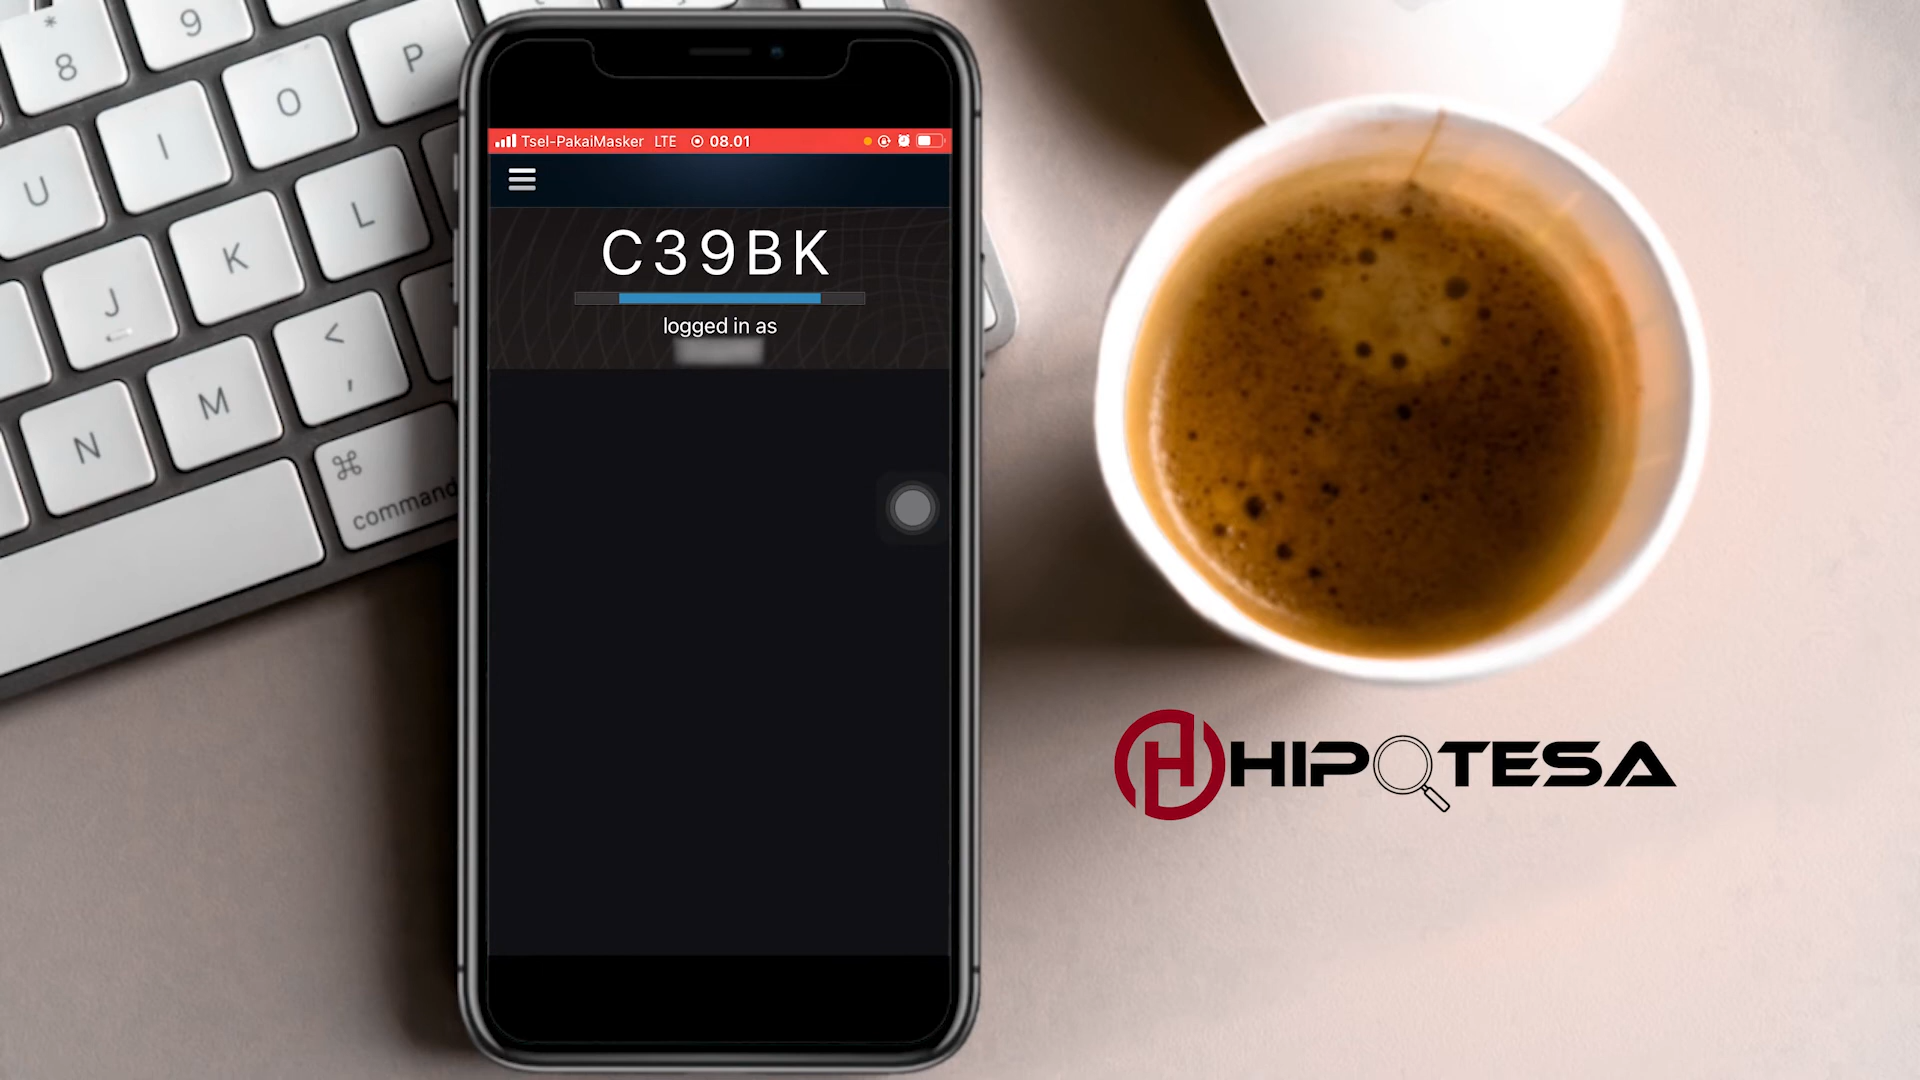 * 8
9
U
I
O
P
J
K
L
N
M
<
,
⌘
command
Tsel-PakaiMasker LTE 08.01
C39BK
logged in as
HIPOTESA